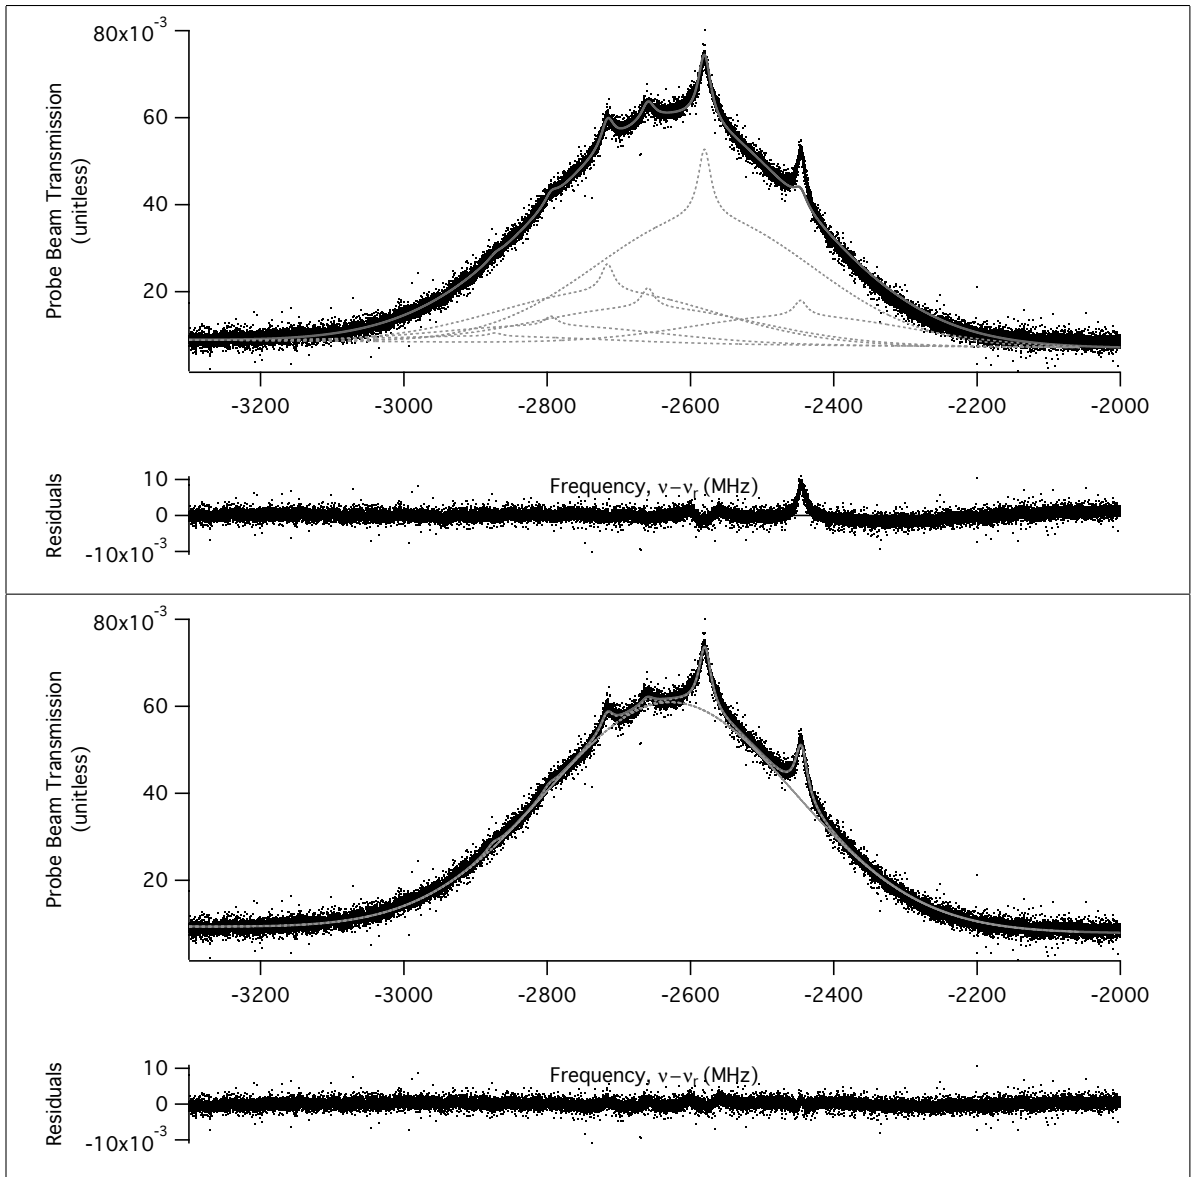 80x10⁻³
60
40
20
Probe Beam Transmission
(unitless)
-3200 -3000 -2800 -2600 -2400 -2200 -2000
Frequency, ν−νᵣ (MHz)
10
0
-10x10⁻³
Residuals
80x10⁻³
60
40
20
Probe Beam Transmission
(unitless)
-3200 -3000 -2800 -2600 -2400 -2200 -2000
Frequency, ν−νᵣ (MHz)
10
0
-10x10⁻³
Residuals